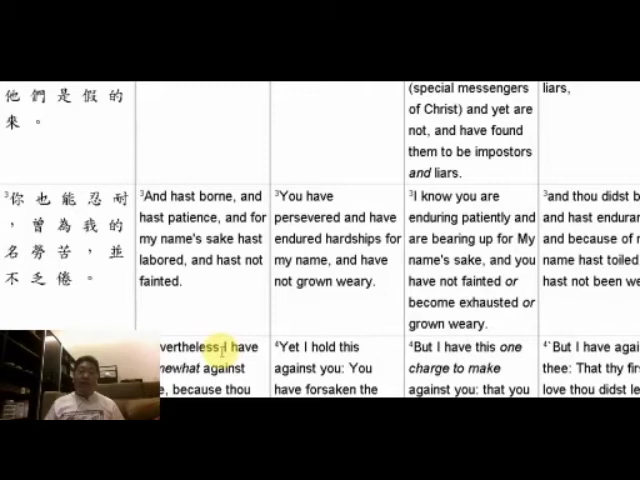 他們是假的
來。
(special messengers
of Christ) and yet are
not, and have found
them to be impostors
and liars.
liars,
3你也能忍耐
,曾為我的
名勞苦,並
不乏倦。
3And hast borne, and
hast patience, and for
my name's sake hast
labored, and hast not
fainted.
3You have
persevered and have
endured hardships for
my name, and have
not grown weary.
3I know you are
enduring patiently and
are bearing up for My
name's sake, and you
have not fainted or
become exhausted or
grown weary.
3and thou didst
and hast
and because of
name hast toiled
hast not been
I have
against
because thou
4Yet I hold this
against you: You
have forsaken the
4But I have this one
charge to make
against you: that you
4But I have
thee: That thy
love thou didst